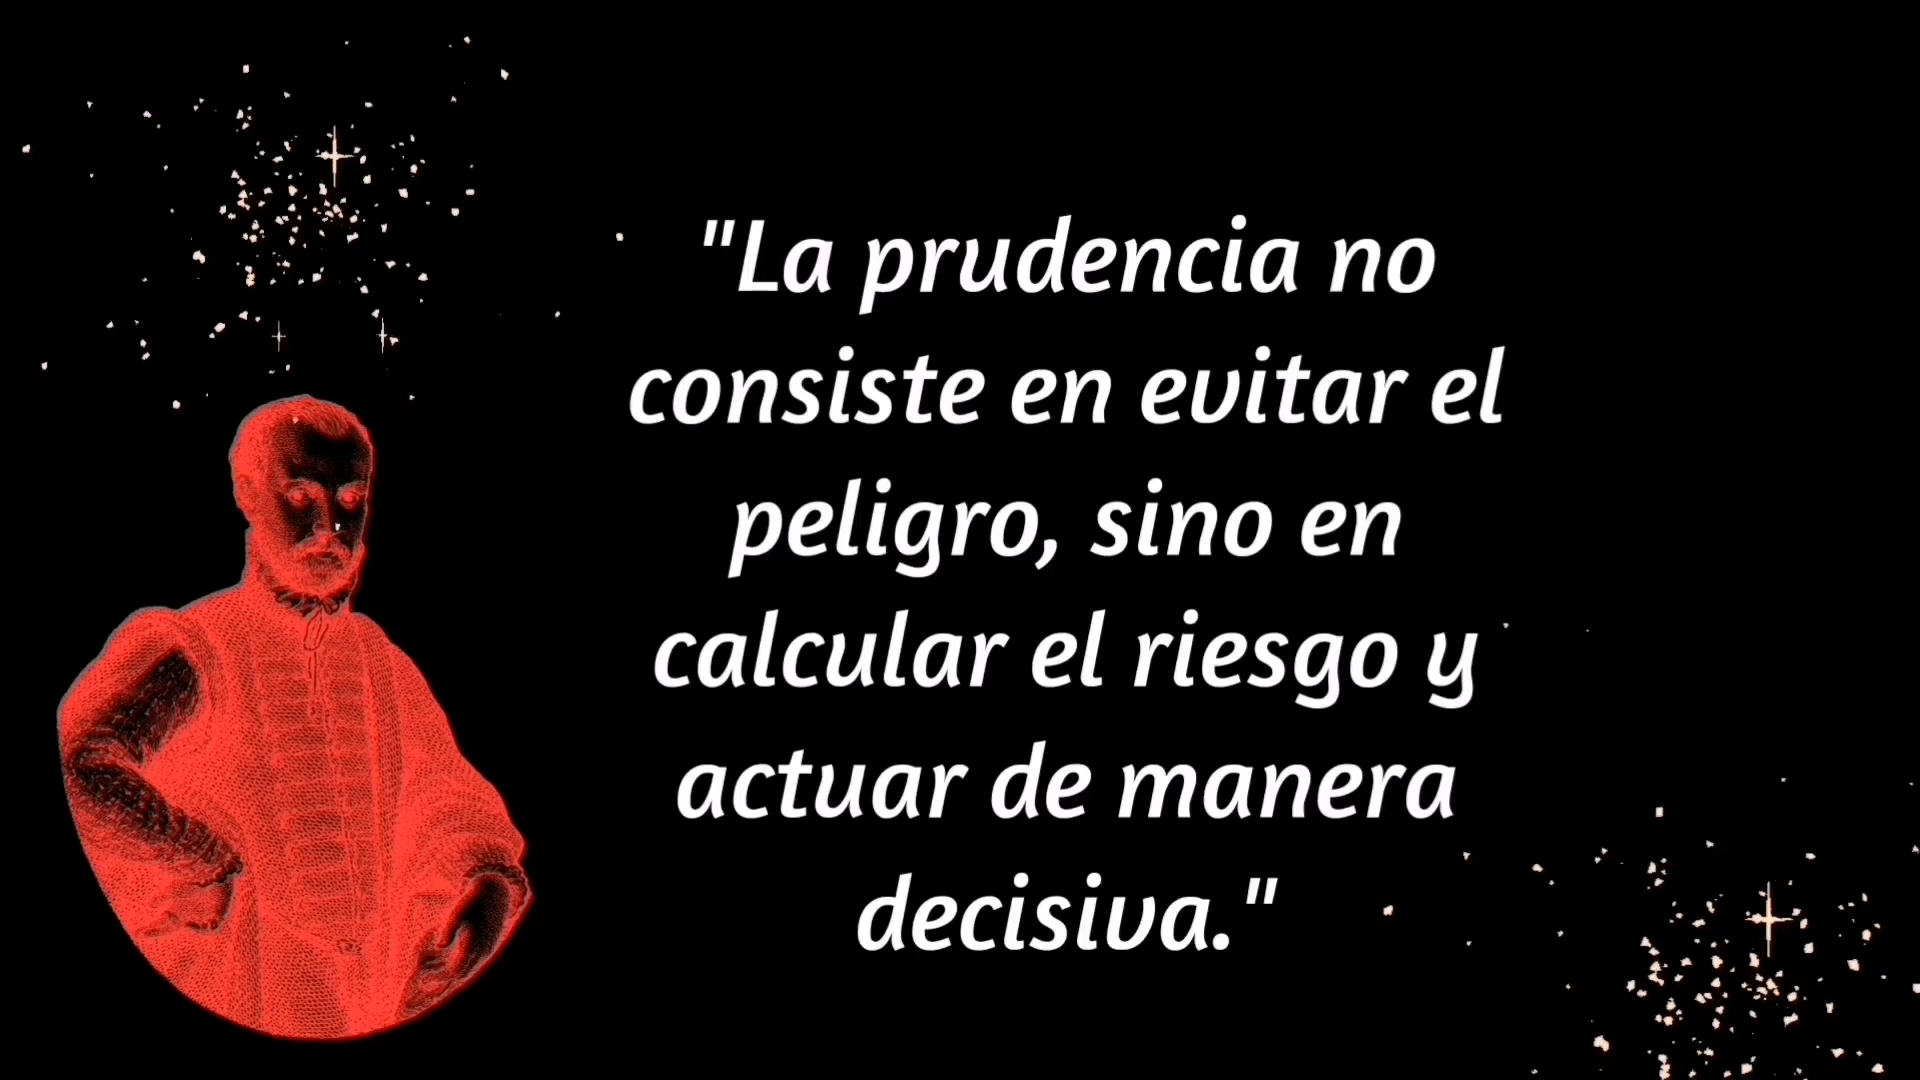 "La prudencia no
consiste en evitar el
peligro, sino en
calcular el riesgo y
actuar de manera
decisiva."